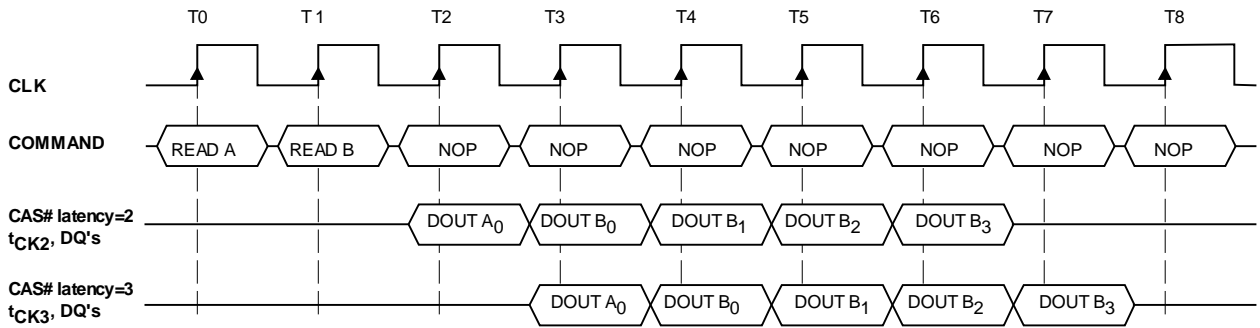 T0 T1 T2 T3 T4 T5 T6 T7 T8
CLK
COMMAND READ A READ B NOP NOP NOP NOP NOP NOP NOP
CAS# latency=2
tCK2, DQ's DOUT A0 DOUT B0 DOUT B1 DOUT B2 DOUT B3
CAS# latency=3
tCK3, DQ's DOUT A0 DOUT B0 DOUT B1 DOUT B2 DOUT B3